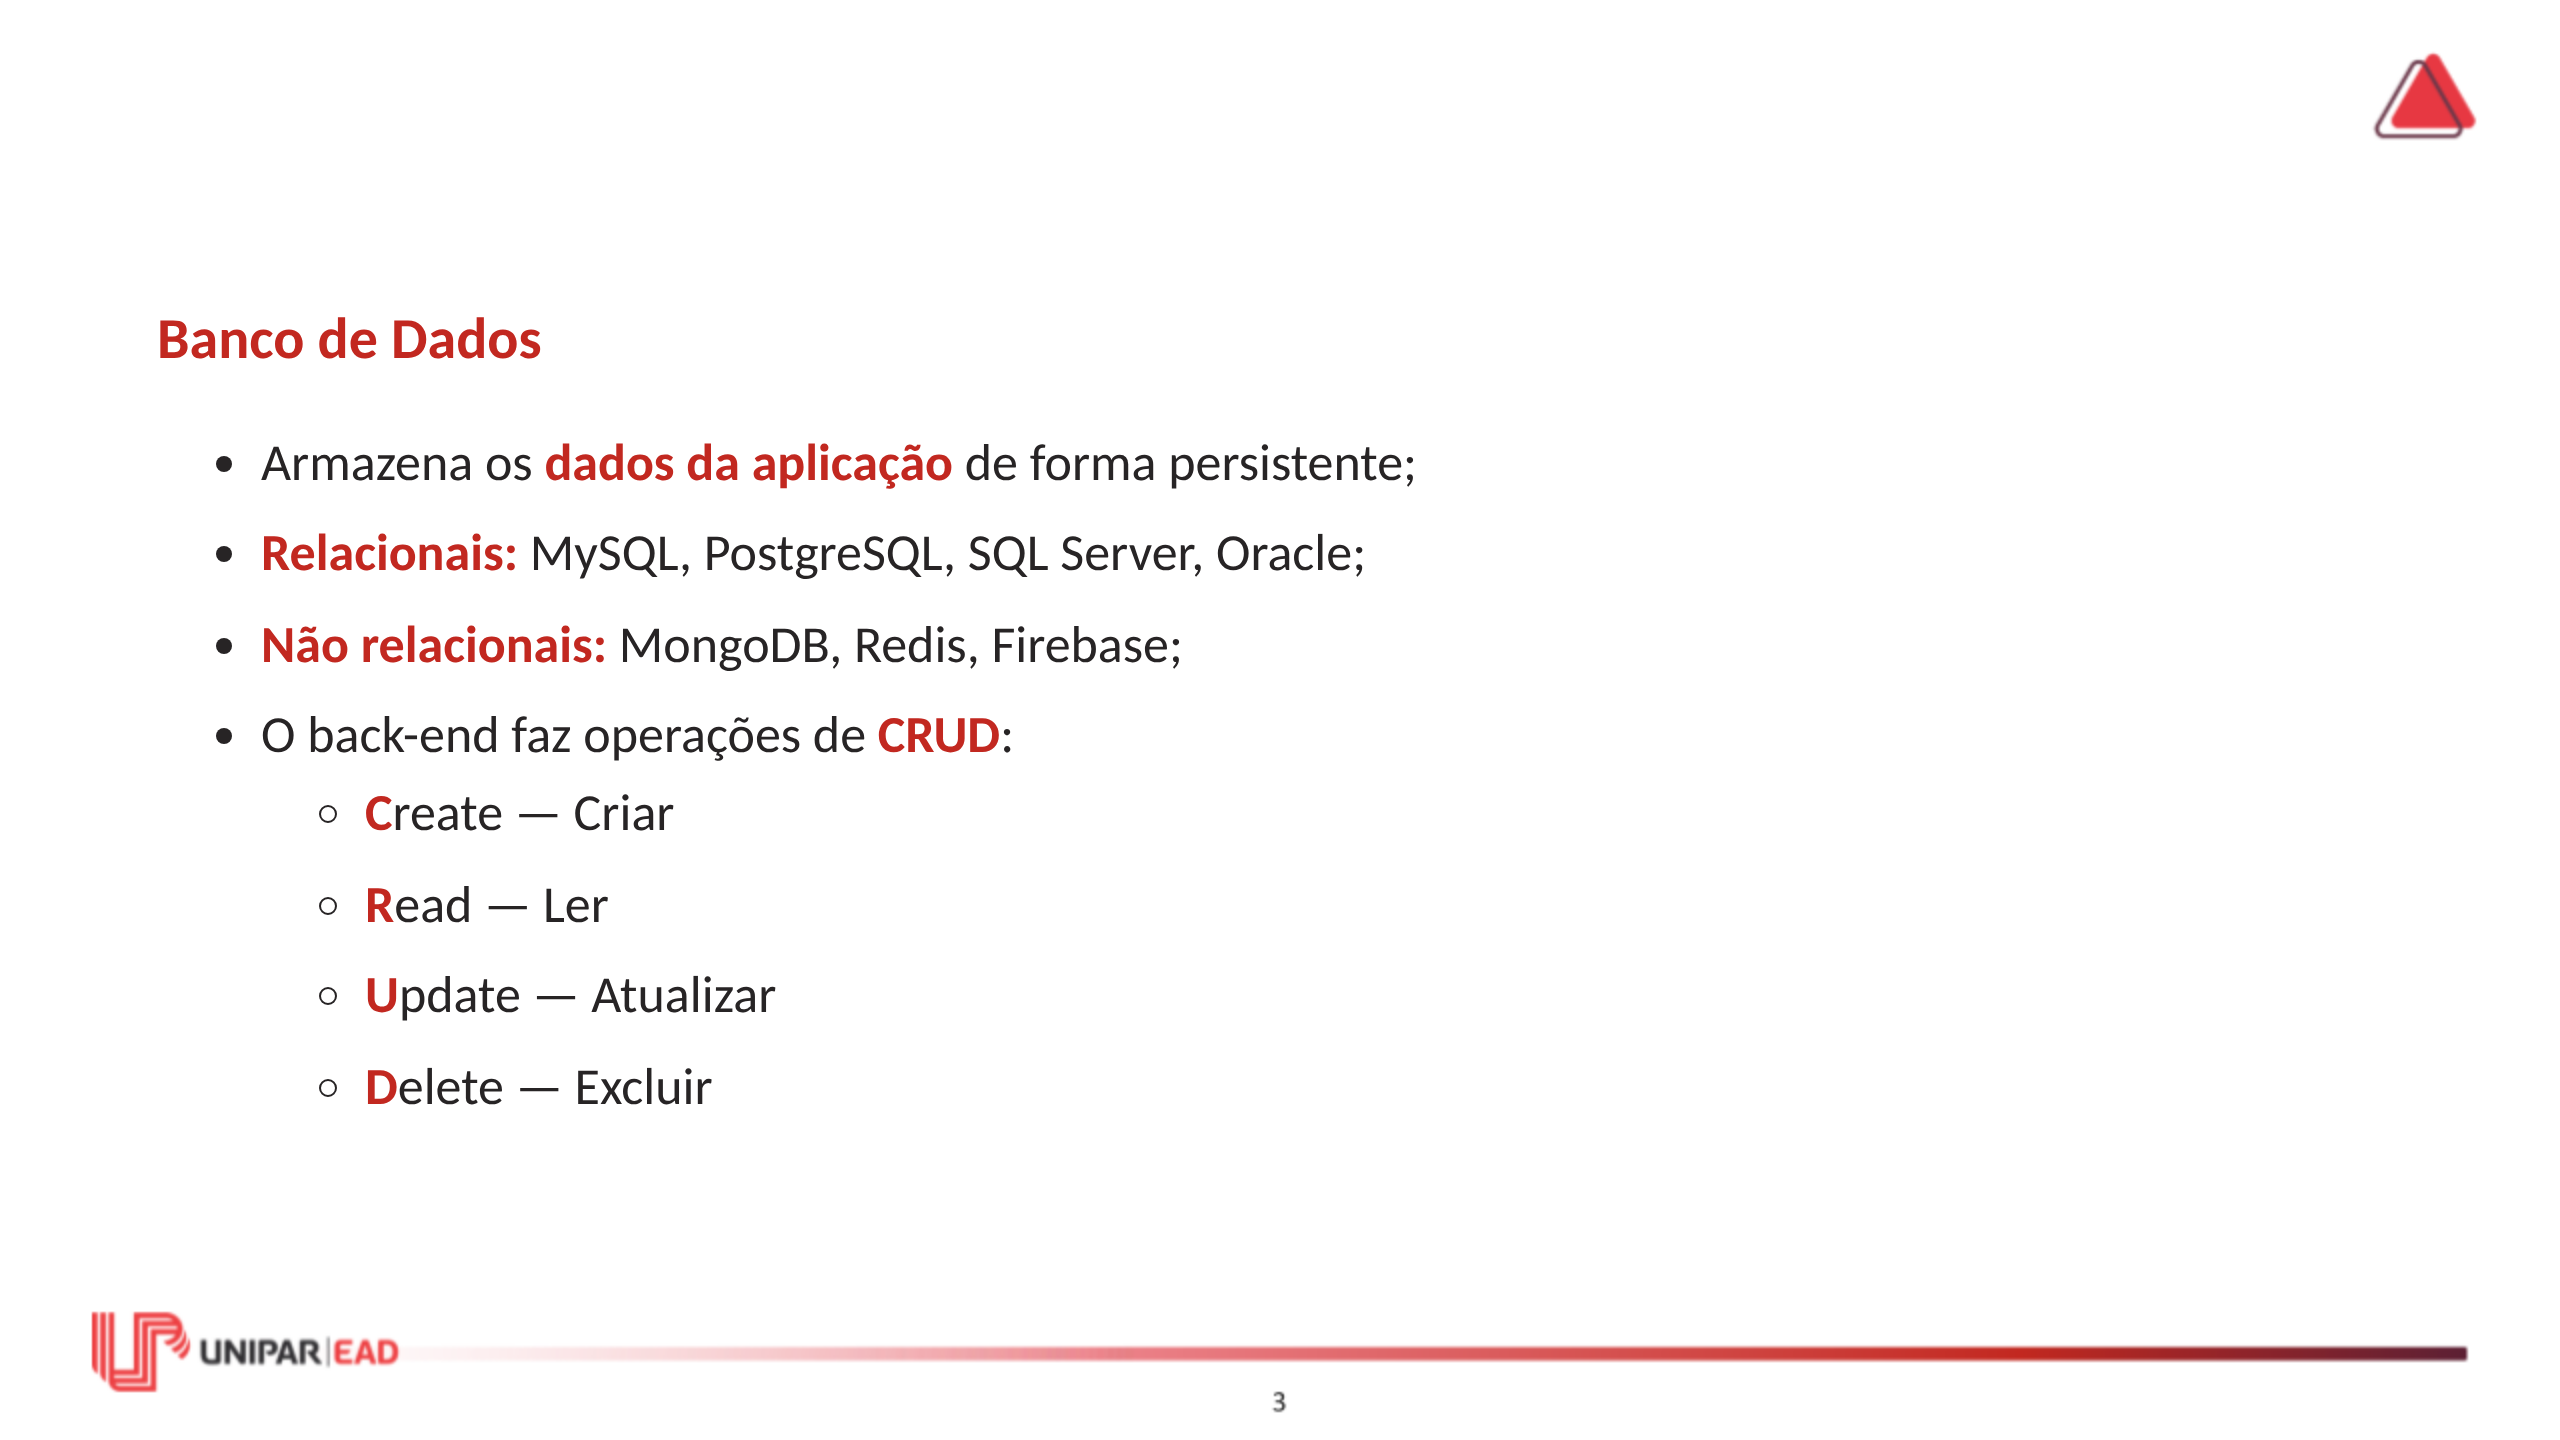 Banco de Dados
• Armazena os dados da aplicação de forma persistente;
• Relacionais: MySQL, PostgreSQL, SQL Server, Oracle;
• Não relacionais: MongoDB, Redis, Firebase;
• O back-end faz operações de CRUD:
◦ Create — Criar
◦ Read — Ler
◦ Update — Atualizar
◦ Delete — Excluir
UNIPAR|EAD
3